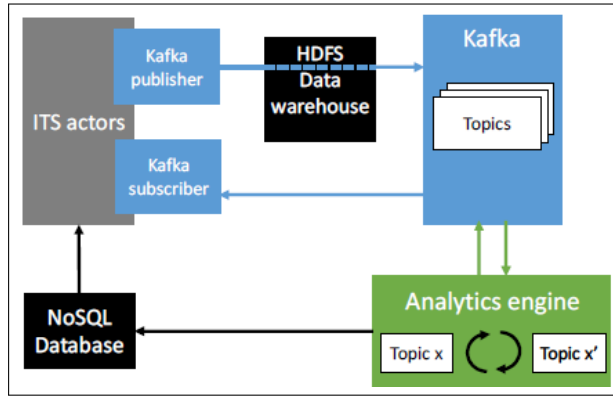 ITS actors
Kafka
publisher
Kafka
subscriber
HDFS
Data
warehouse
Kafka
Topics
NoSQL
Database
Analytics engine
Topic x
Topic x’